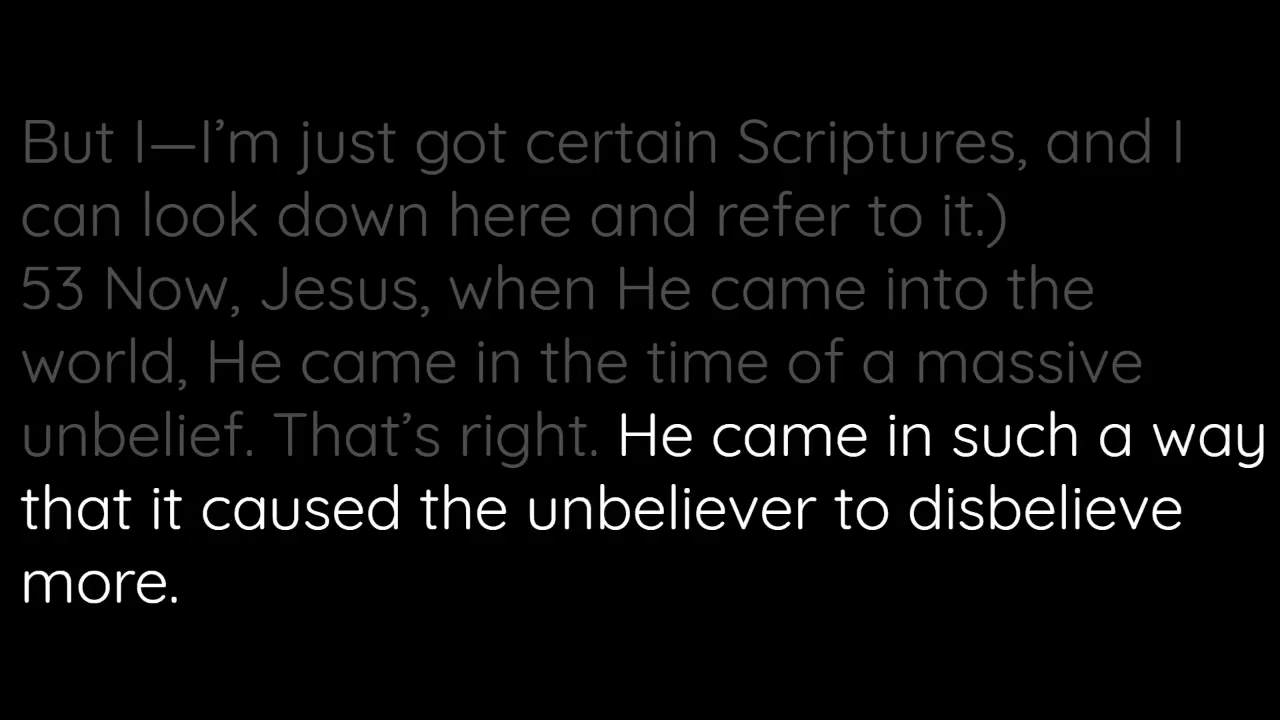 But I—I’m just got certain Scriptures, and I
can look down here and refer to it.)
53 Now, Jesus, when He came into the
world, He came in the time of a massive
unbelief. That’s right. He came in such a way
that it caused the unbeliever to disbelieve
more.